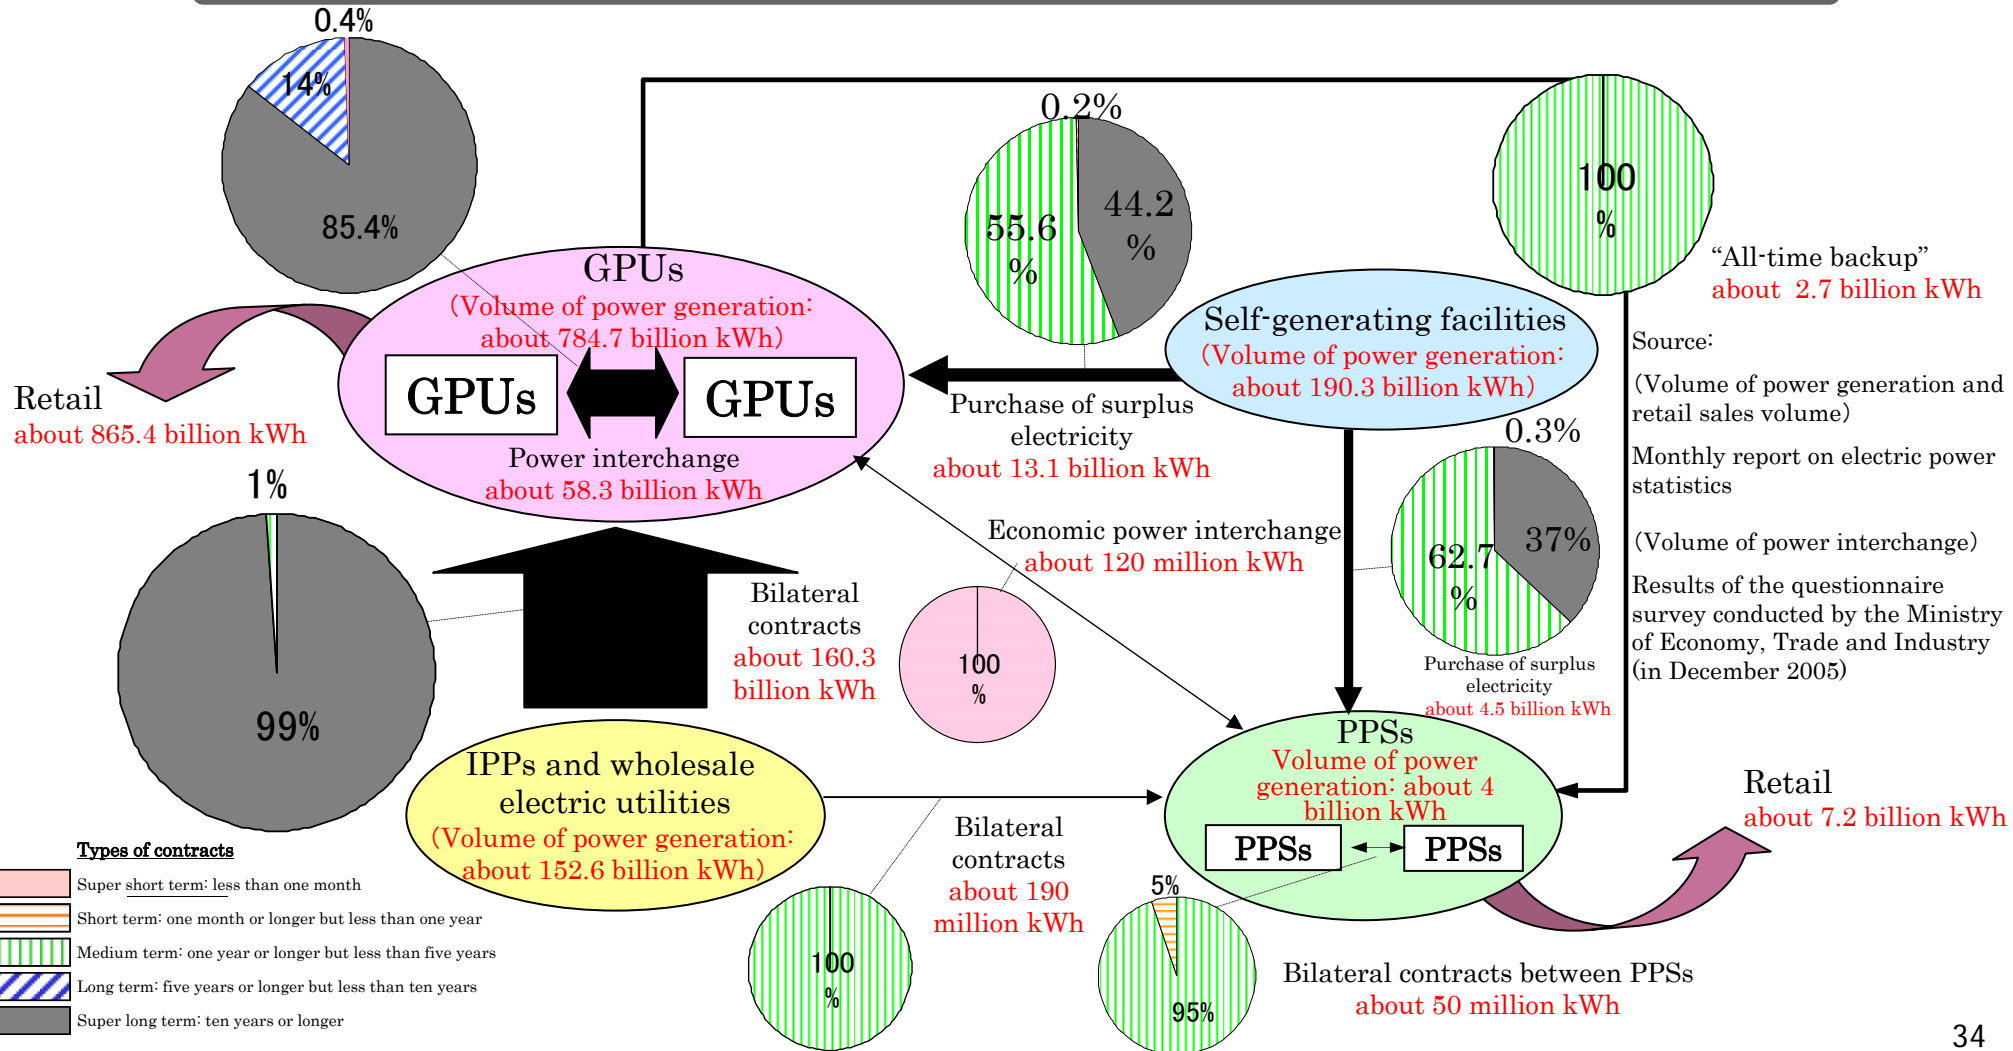 0.4%
14%
85.4%
0.2%
55.6
%
44.2
%
100
%
“All-time backup”
about 2.7 billion kWh
GPUs
(Volume of power generation:
about 784.7 billion kWh)
GPUs
GPUs
Power interchange
about 58.3 billion kWh
Self-generating facilities
(Volume of power generation:
about 190.3 billion kWh)
Retail
about 865.4 billion kWh
Purchase of surplus
electricity
about 13.1 billion kWh
Source:
(Volume of power generation and
retail sales volume)
Monthly report on electric power
statistics
(Volume of power interchange)
Results of the questionnaire
survey conducted by the Ministry
of Economy, Trade and Industry
(in December 2005)
0.3%
37%
62.7
%
Purchase of surplus
electricity
about 4.5 billion kWh
1%
99%
Economic power interchange
about 120 million kWh
100
%
Bilateral
contracts
about 160.3
billion kWh
IPPs and wholesale
electric utilities
(Volume of power generation:
about 152.6 billion kWh)
PPSs
Volume of power
generation: about 4
billion kWh
PPSs
PPSs
Retail
about 7.2 billion kWh
Bilateral
contracts
about 190
million kWh
100
%
5%
95%
Bilateral contracts between PPSs
about 50 million kWh
Types of contracts
Super short term: less than one month
Short term: one month or longer but less than one year
Medium term: one year or longer but less than five years
Long term: five years or longer but less than ten years
Super long term: ten years or longer
34